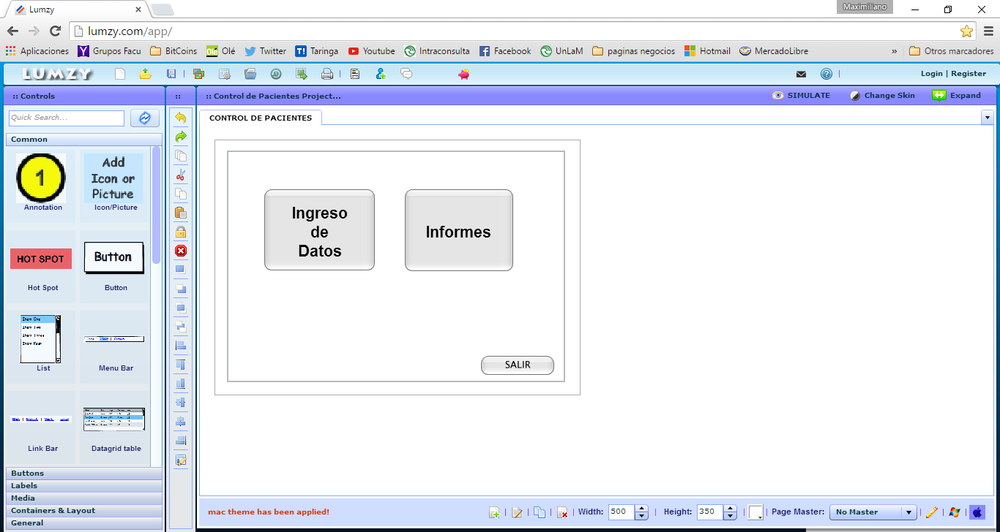 Lumzy
Maximiliano
lumzy.com/app/
Aplicaciones Grupos Facu BitCoins Olé Olé Twitter T! Taringa Youtube Intraconsulta Facebook UnLaM paginas negocios Hotmail MercadoLibre » Otros marcadores
LUMZY Login | Register
:: Controls :: :: Control de Pacientes Project... SIMULATE Change Skin Expand
Quick Search...
CONTROL DE PACIENTES
Common
1
Add
Icon or
Picture
Annotation Icon/Picture
HOT SPOT Button
Hot Spot Button
Item One
Item Two
Item Three
Item Four
List Menu Bar
Link Bar Datagrid table
Buttons
Labels
Media
Containers & Layout
General
Ingreso
de
Datos
Informes
SALIR
mac theme has been applied! Width: 500 Height: 350 Page Master: No Master